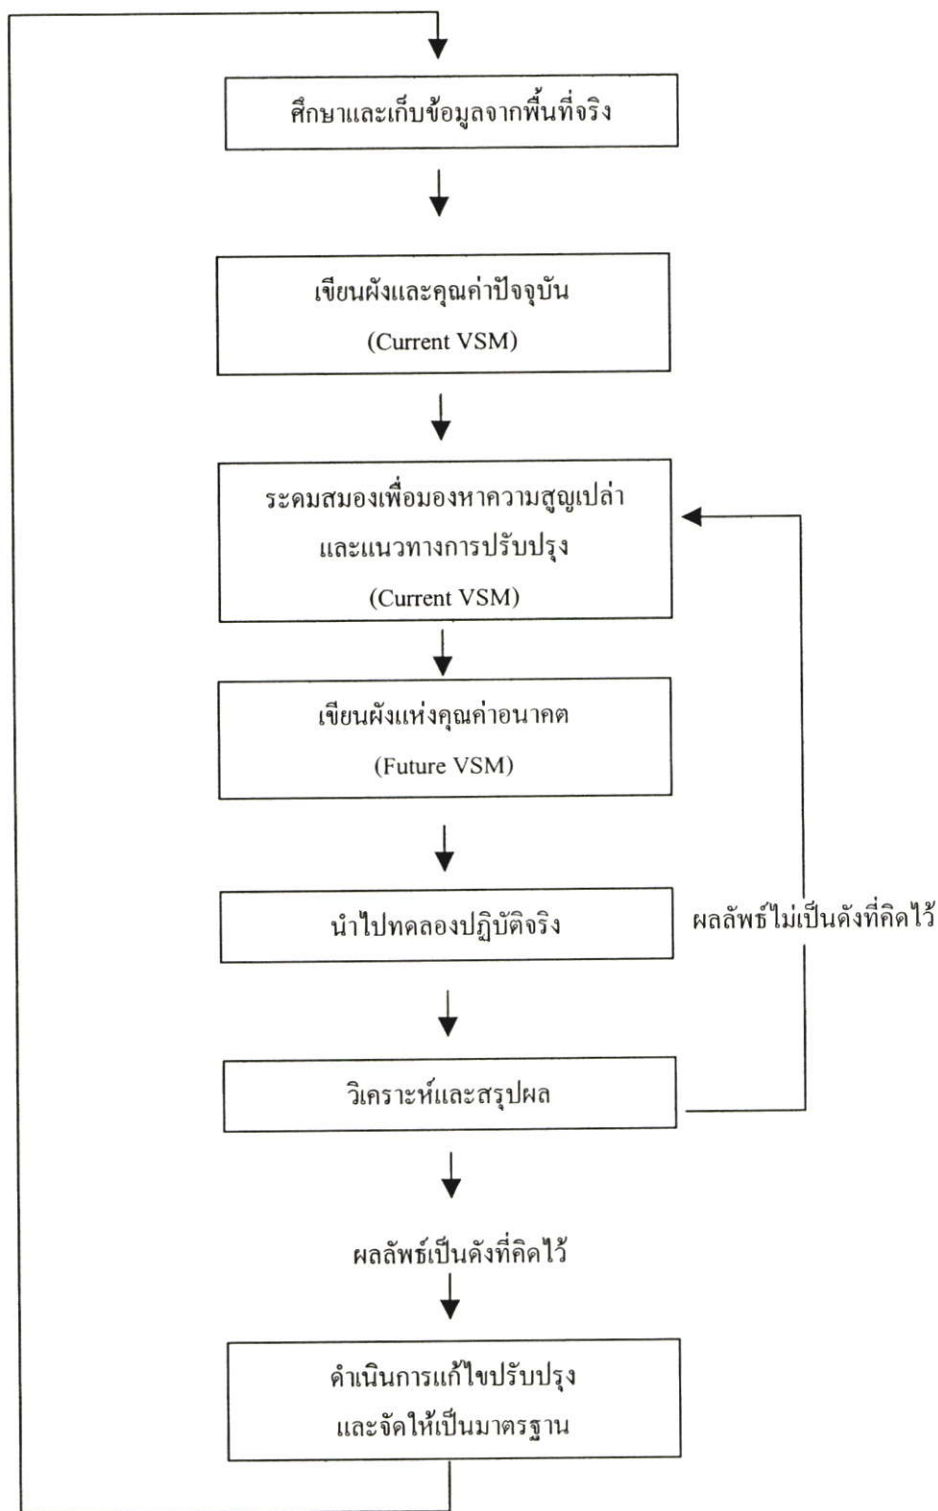 ศึกษาและเก็บข้อมูลจากพื้นที่จริง
เขียนผังและคุณค่าปัจจุบัน
(Current VSM)
ระดมสมองเพื่อมองหาความสูญเปล่า
และแนวทางการปรับปรุง
(Current VSM)
เขียนผังแห่งคุณค่าอนาคต
(Future VSM)
นำไปทดลองปฏิบัติจริง
ผลลัพธ์ไม่เป็นดังที่คิดไว้
วิเคราะห์และสรุปผล
ผลลัพธ์เป็นดังที่คิดไว้
ดำเนินการแก้ไขปรับปรุง
และจัดให้เป็นมาตรฐาน